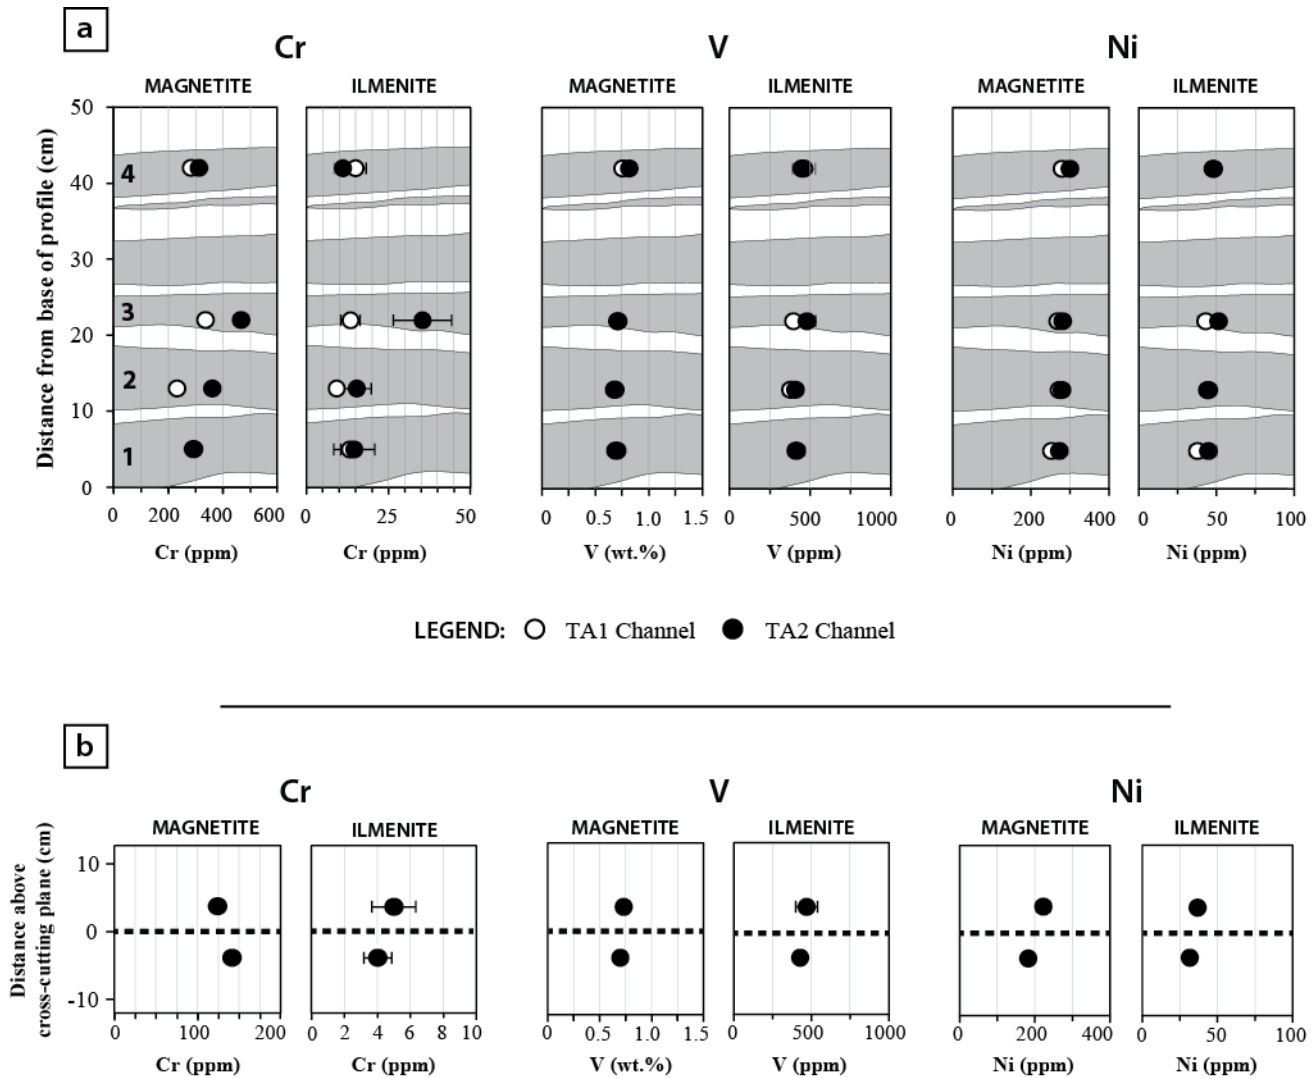 a
Cr V Ni
MAGNETITE ILMENITE MAGNETITE ILMENITE MAGNETITE ILMENITE
Distance from base of profile (cm)
50
40
30
20
10
0
4
3
2
1
0 200 400 600 0 25 50 0 0.5 1.0 1.5 0 500 1000 0 200 400 0 50 100
Cr (ppm) Cr (ppm) V (wt.%) V (ppm) Ni (ppm) Ni (ppm)
LEGEND: TA1 Channel TA2 Channel
b
Cr V Ni
MAGNETITE ILMENITE MAGNETITE ILMENITE MAGNETITE ILMENITE
Distance above
cross-cutting plane (cm)
10
0
-10
0 100 200 0 2 4 6 8 10 0 0.5 1.0 1.5 0 500 1000 0 200 400 0 50 100
Cr (ppm) Cr (ppm) V (wt.%) V (ppm) Ni (ppm) Ni (ppm)